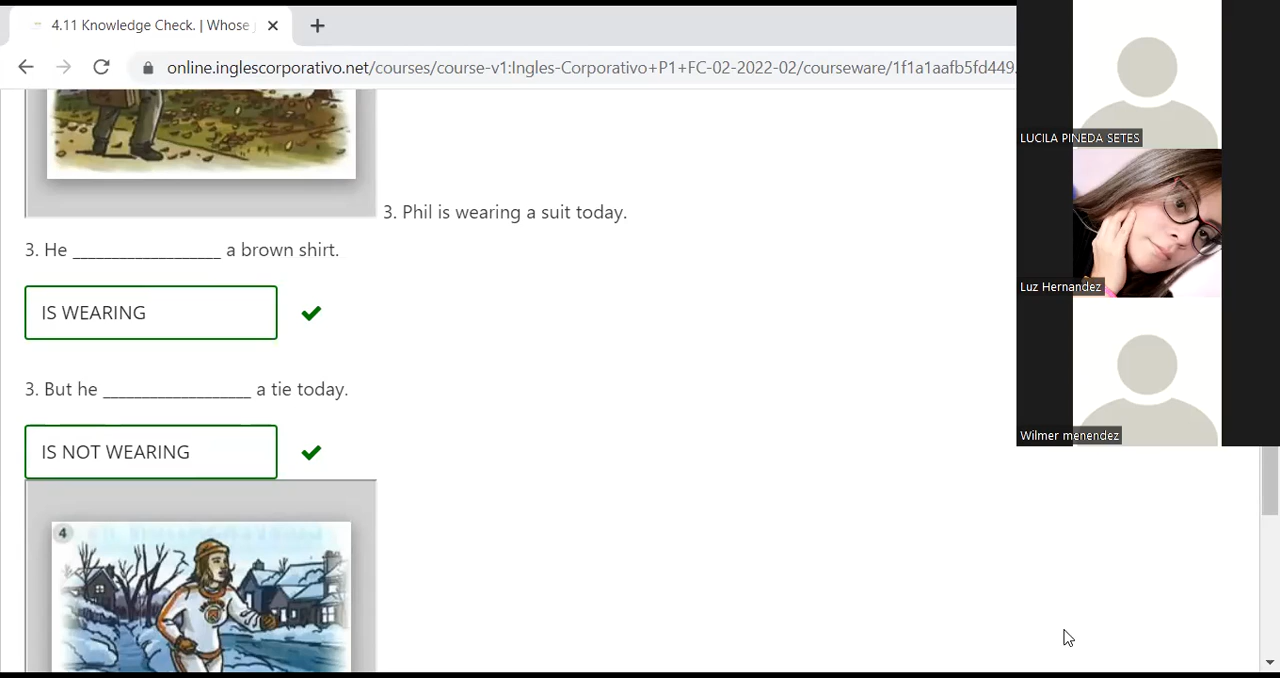 4.11 Knowledge Check. | Whose
online.inglescorporativo.net/courses/course-v1:Ingles-Corporativo+P1+FC-02-2022-02/courseware/1f1a1aafb5fd449.
LUCILA PINEDA SETES
3. Phil is wearing a suit today.
3. He __________________ a brown shirt.
Luz Hernandez
IS WEARING
3. But he __________________ a tie today.
Wilmer menendez
IS NOT WEARING
4